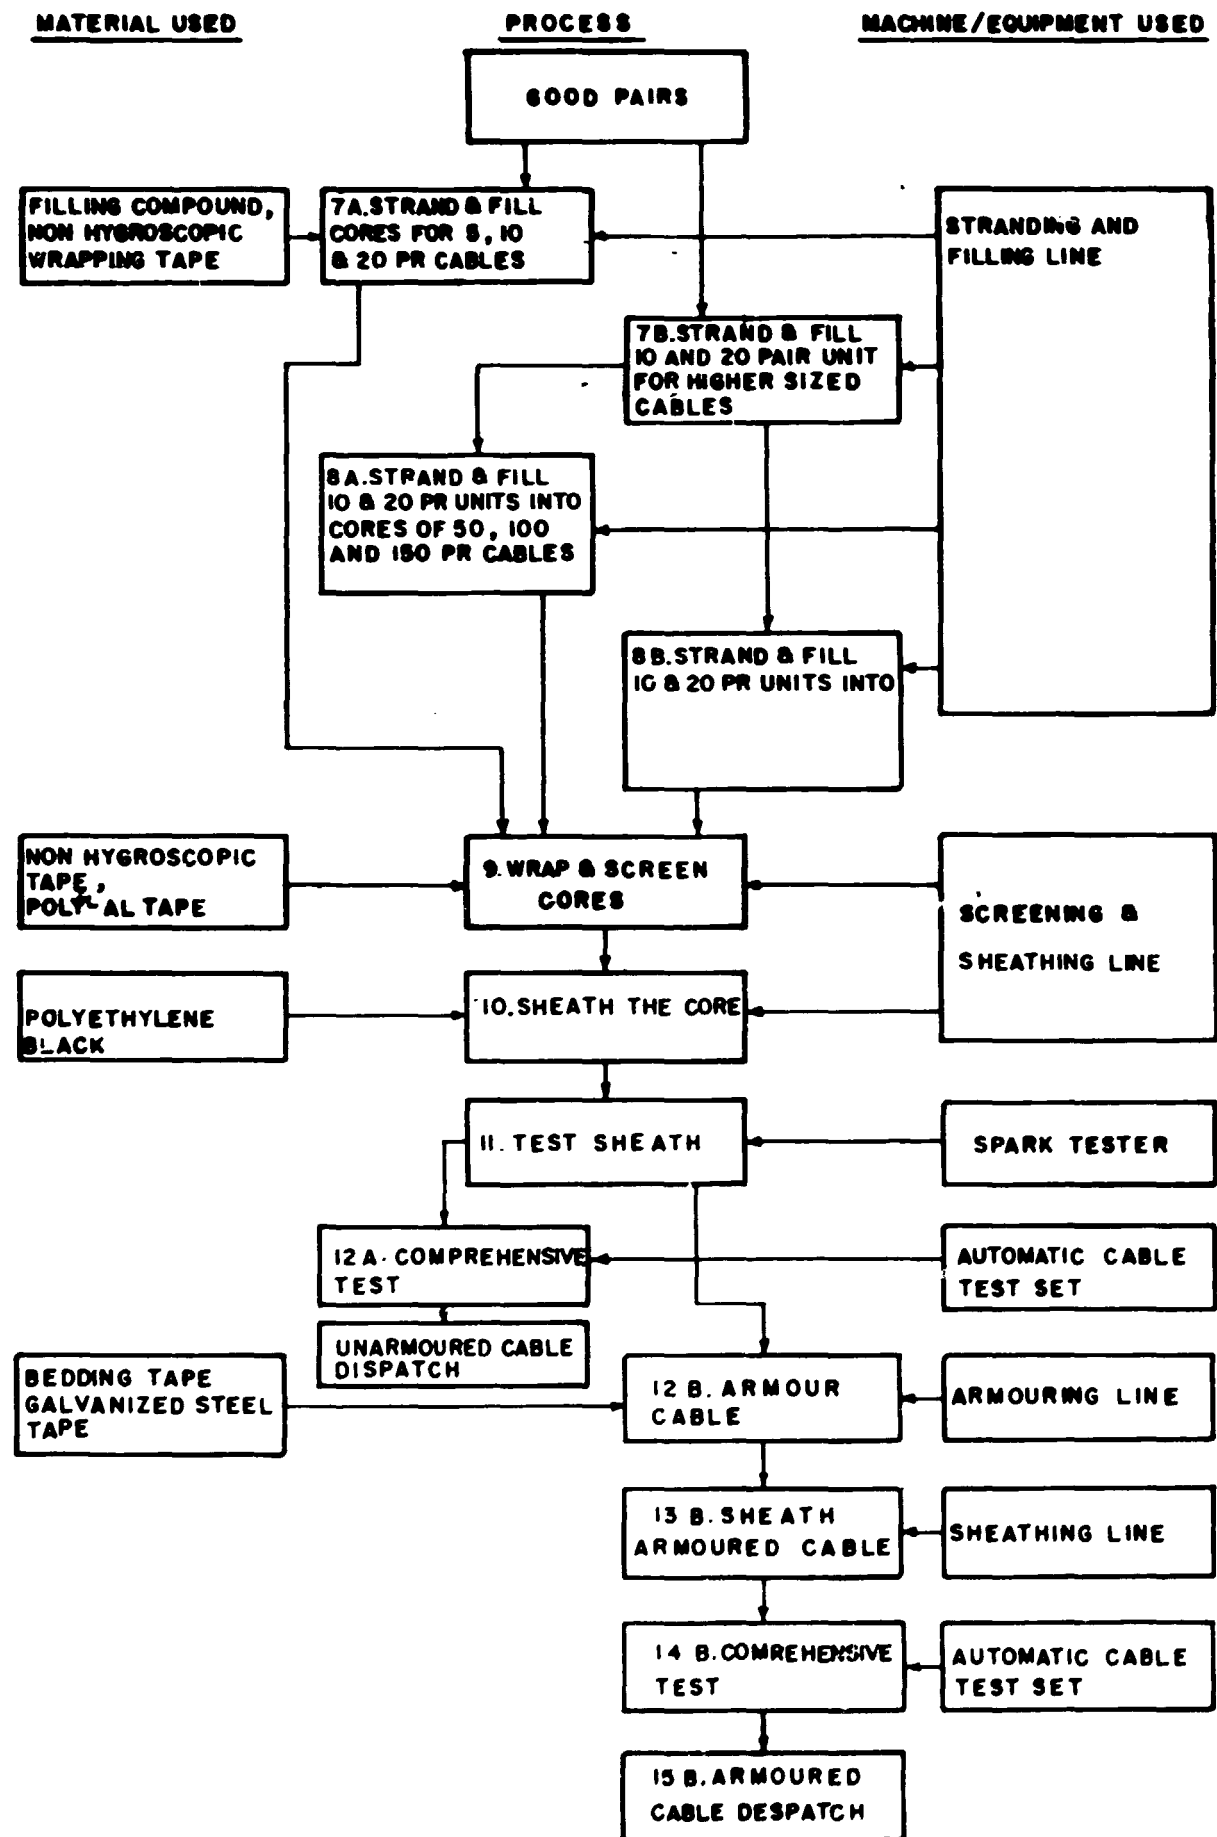 MATERIAL USED
PROCESS
MACHINE/EQUIPMENT USED
GOOD PAIRS
FILLING COMPOUND,
NON HYGROSCOPIC
WRAPPING TAPE
7A.STRAND & FILL
CORES FOR 5, 10
& 20 PR CABLES
STRANDING AND
FILLING LINE
7B.STRAND & FILL
10 AND 20 PAIR UNIT
FOR HIGHER SIZED
CABLES
8A.STRAND & FILL
10 & 20 PR UNITS INTO
CORES OF 50, 100
AND 150 PR CABLES
8B.STRAND & FILL
10 & 20 PR UNITS INTO
NON HYGROSCOPIC
TAPE,
POLY-AL TAPE
9.WRAP & SCREEN
CORES
SCREENING &
SHEATHING LINE
POLYETHYLENE
BLACK
10.SHEATH THE CORE
11. TEST SHEATH
SPARK TESTER
12A. COMPREHENSIVE
TEST
AUTOMATIC CABLE
TEST SET
UNARMOURED CABLE
DISPATCH
BEDDING TAPE
GALVANIZED STEEL
TAPE
12 B. ARMOUR
CABLE
ARMOURING LINE
13 B. SHEATH
ARMOURED CABLE
SHEATHING LINE
14 B. COMREHENSIVE
TEST
AUTOMATIC CABLE
TEST SET
15 B. ARMOURED
CABLE DESPATCH